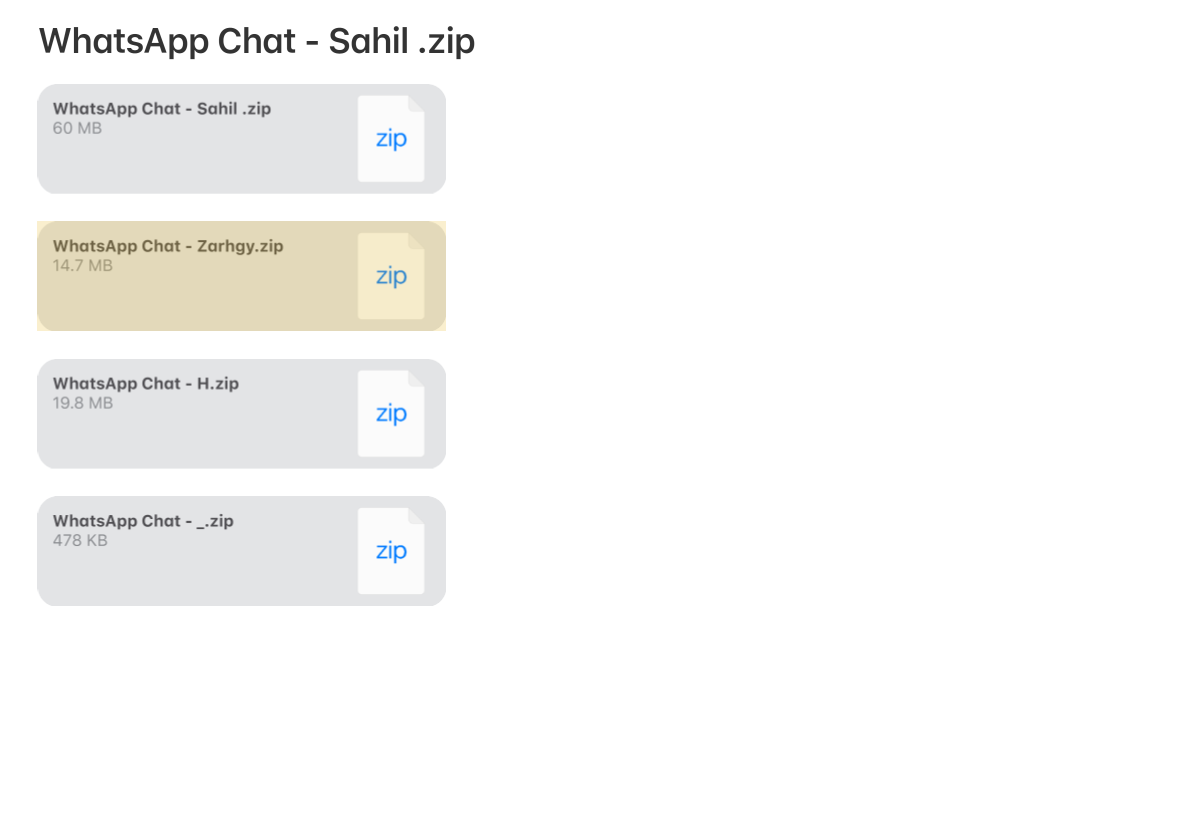 WhatsApp Chat - Sahil .zip
WhatsApp Chat - Sahil .zip
60 MB
zip
WhatsApp Chat - Zarhgy.zip
14.7 MB
zip
WhatsApp Chat - H.zip
19.8 MB
zip
WhatsApp Chat - _.zip
478 KB
zip